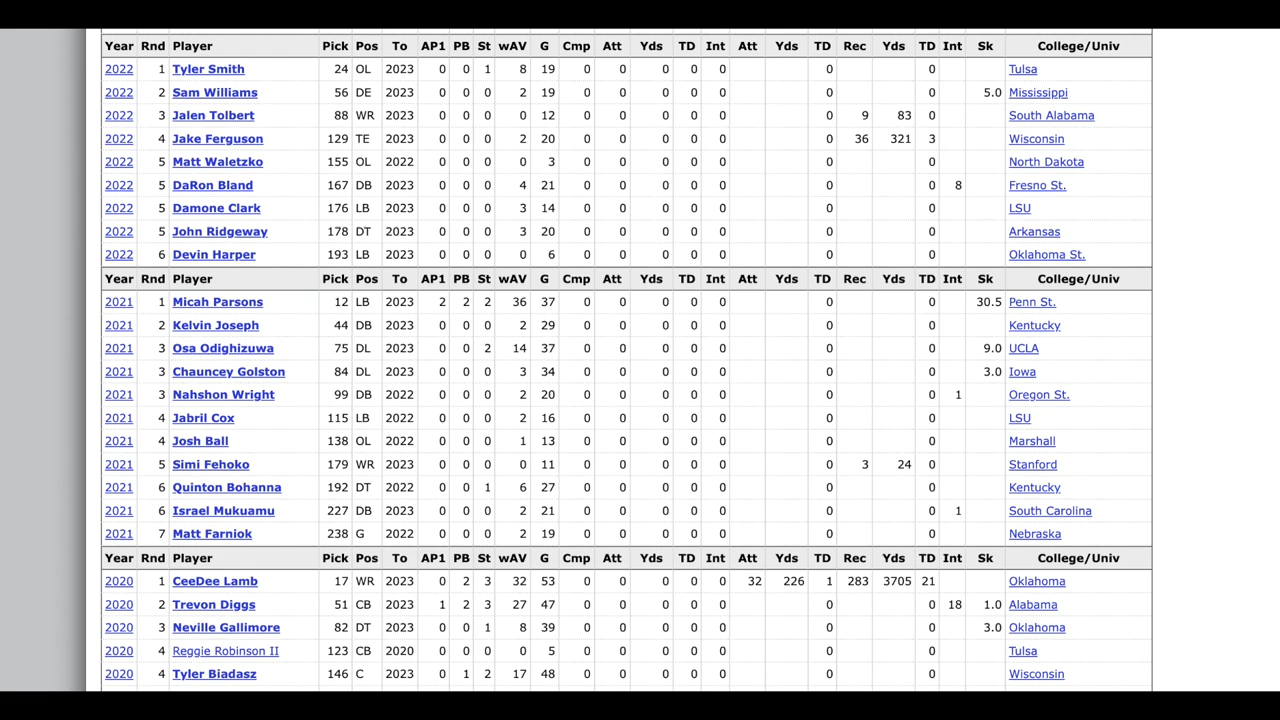 Year Rnd Player Pick Pos To AP1 PB St wAV G Cmp Att Yds TD Int Att Yds TD Rec Yds TD Int Sk College/Univ
2022 1 Tyler Smith 24 OL 2023 0 0 1 8 19 0 0 0 0 0 0 0 Tulsa
2022 2 Sam Williams 56 DE 2023 0 0 0 2 19 0 0 0 0 0 0 0 5.0 Mississippi
2022 3 Jalen Tolbert 88 WR 2023 0 0 0 0 12 0 0 0 0 0 0 9 83 0 South Alabama
2022 4 Jake Ferguson 129 TE 2023 0 0 0 2 20 0 0 0 0 0 0 36 321 3 Wisconsin
2022 5 Matt Waletzko 155 OL 2022 0 0 0 0 3 0 0 0 0 0 0 0 North Dakota
2022 5 DaRon Bland 167 DB 2023 0 0 0 4 21 0 0 0 0 0 0 0 8 Fresno St.
2022 5 Damone Clark 176 LB 2023 0 0 0 3 14 0 0 0 0 0 0 0 LSU
2022 5 John Ridgeway 178 DT 2023 0 0 0 3 20 0 0 0 0 0 0 0 Arkansas
2022 6 Devin Harper 193 LB 2023 0 0 0 0 6 0 0 0 0 0 0 0 Oklahoma St.
Year Rnd Player Pick Pos To AP1 PB St wAV G Cmp Att Yds TD Int Att Yds TD Rec Yds TD Int Sk College/Univ
2021 1 Micah Parsons 12 LB 2023 2 2 2 36 37 0 0 0 0 0 0 0 30.5 Penn St.
2021 2 Kelvin Joseph 44 DB 2023 0 0 0 2 29 0 0 0 0 0 0 0 Kentucky
2021 3 Osa Odighizuwa 75 DL 2023 0 0 2 14 37 0 0 0 0 0 0 0 9.0 UCLA
2021 3 Chauncey Golston 84 DL 2023 0 0 0 3 34 0 0 0 0 0 0 0 3.0 Iowa
2021 3 Nahshon Wright 99 DB 2023 0 0 0 2 20 0 0 0 0 0 0 0 1 Oregon St.
2021 4 Jabril Cox 115 LB 2022 0 0 0 2 16 0 0 0 0 0 0 0 LSU
2021 4 Josh Ball 138 OL 2022 0 0 0 1 13 0 0 0 0 0 0 0 Marshall
2021 5 Simi Fehoko 179 WR 2023 0 0 0 0 11 0 0 0 0 0 0 3 24 0 Stanford
2021 6 Quinton Bohanna 192 DT 2022 0 0 1 6 27 0 0 0 0 0 0 0 Kentucky
2021 6 Israel Mukuamu 227 DB 2023 0 0 0 2 21 0 0 0 0 0 0 0 1 South Carolina
2021 7 Matt Farniok 238 G 2022 0 0 0 2 19 0 0 0 0 0 0 0 Nebraska
Year Rnd Player Pick Pos To AP1 PB St wAV G Cmp Att Yds TD Int Att Yds TD Rec Yds TD Int Sk College/Univ
2020 1 CeeDee Lamb 17 WR 2023 0 2 3 32 53 0 0 0 0 0 32 226 1 283 3705 21 Oklahoma
2020 2 Trevon Diggs 51 CB 2023 1 2 3 27 47 0 0 0 0 0 0 0 18 1.0 Alabama
2020 3 Neville Gallimore 82 DT 2023 0 0 1 8 39 0 0 0 0 0 0 0 3.0 Oklahoma
2020 4 Reggie Robinson II 123 CB 2020 0 0 0 0 5 0 0 0 0 0 0 0 Tulsa
2020 4 Tyler Biadasz 146 C 2023 0 1 2 17 48 0 0 0 0 0 0 0 Wisconsin